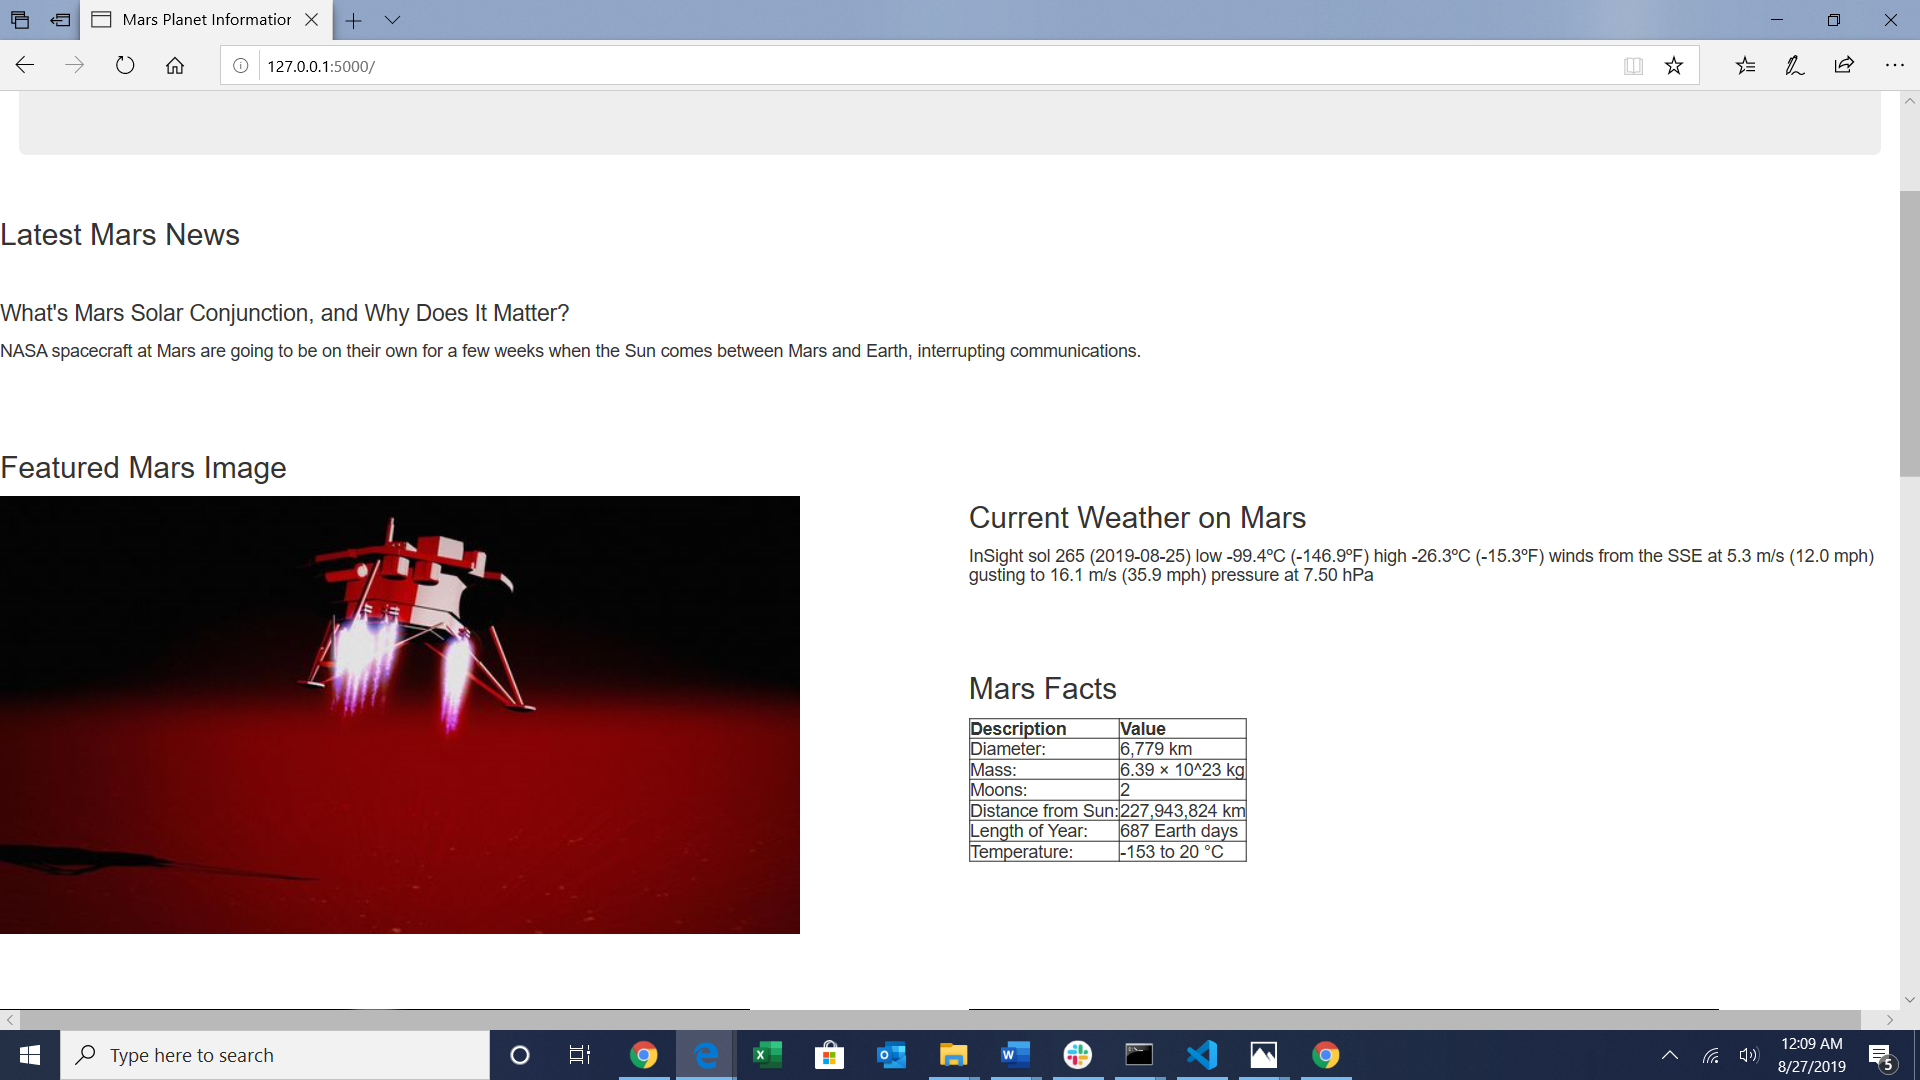 Mars Planet Information
127.0.0.1:5000/
Latest Mars News
What's Mars Solar Conjunction, and Why Does It Matter?
NASA spacecraft at Mars are going to be on their own for a few weeks when the Sun comes between Mars and Earth, interrupting communications.
Featured Mars Image
Current Weather on Mars
InSight sol 265 (2019-08-25) low -99.4ºC (-146.9ºF) high -26.3ºC (-15.3ºF) winds from the SSE at 5.3 m/s (12.0 mph)
gusting to 16.1 m/s (35.9 mph) pressure at 7.50 hPa
Mars Facts
Description Value
Diameter: 6,779 km
Mass: 6.39 × 10^23 kg
Moons: 2
Distance from Sun: 227,943,824 km
Length of Year: 687 Earth days
Temperature: -153 to 20 °C
Type here to search
12:09 AM
8/27/2019
5